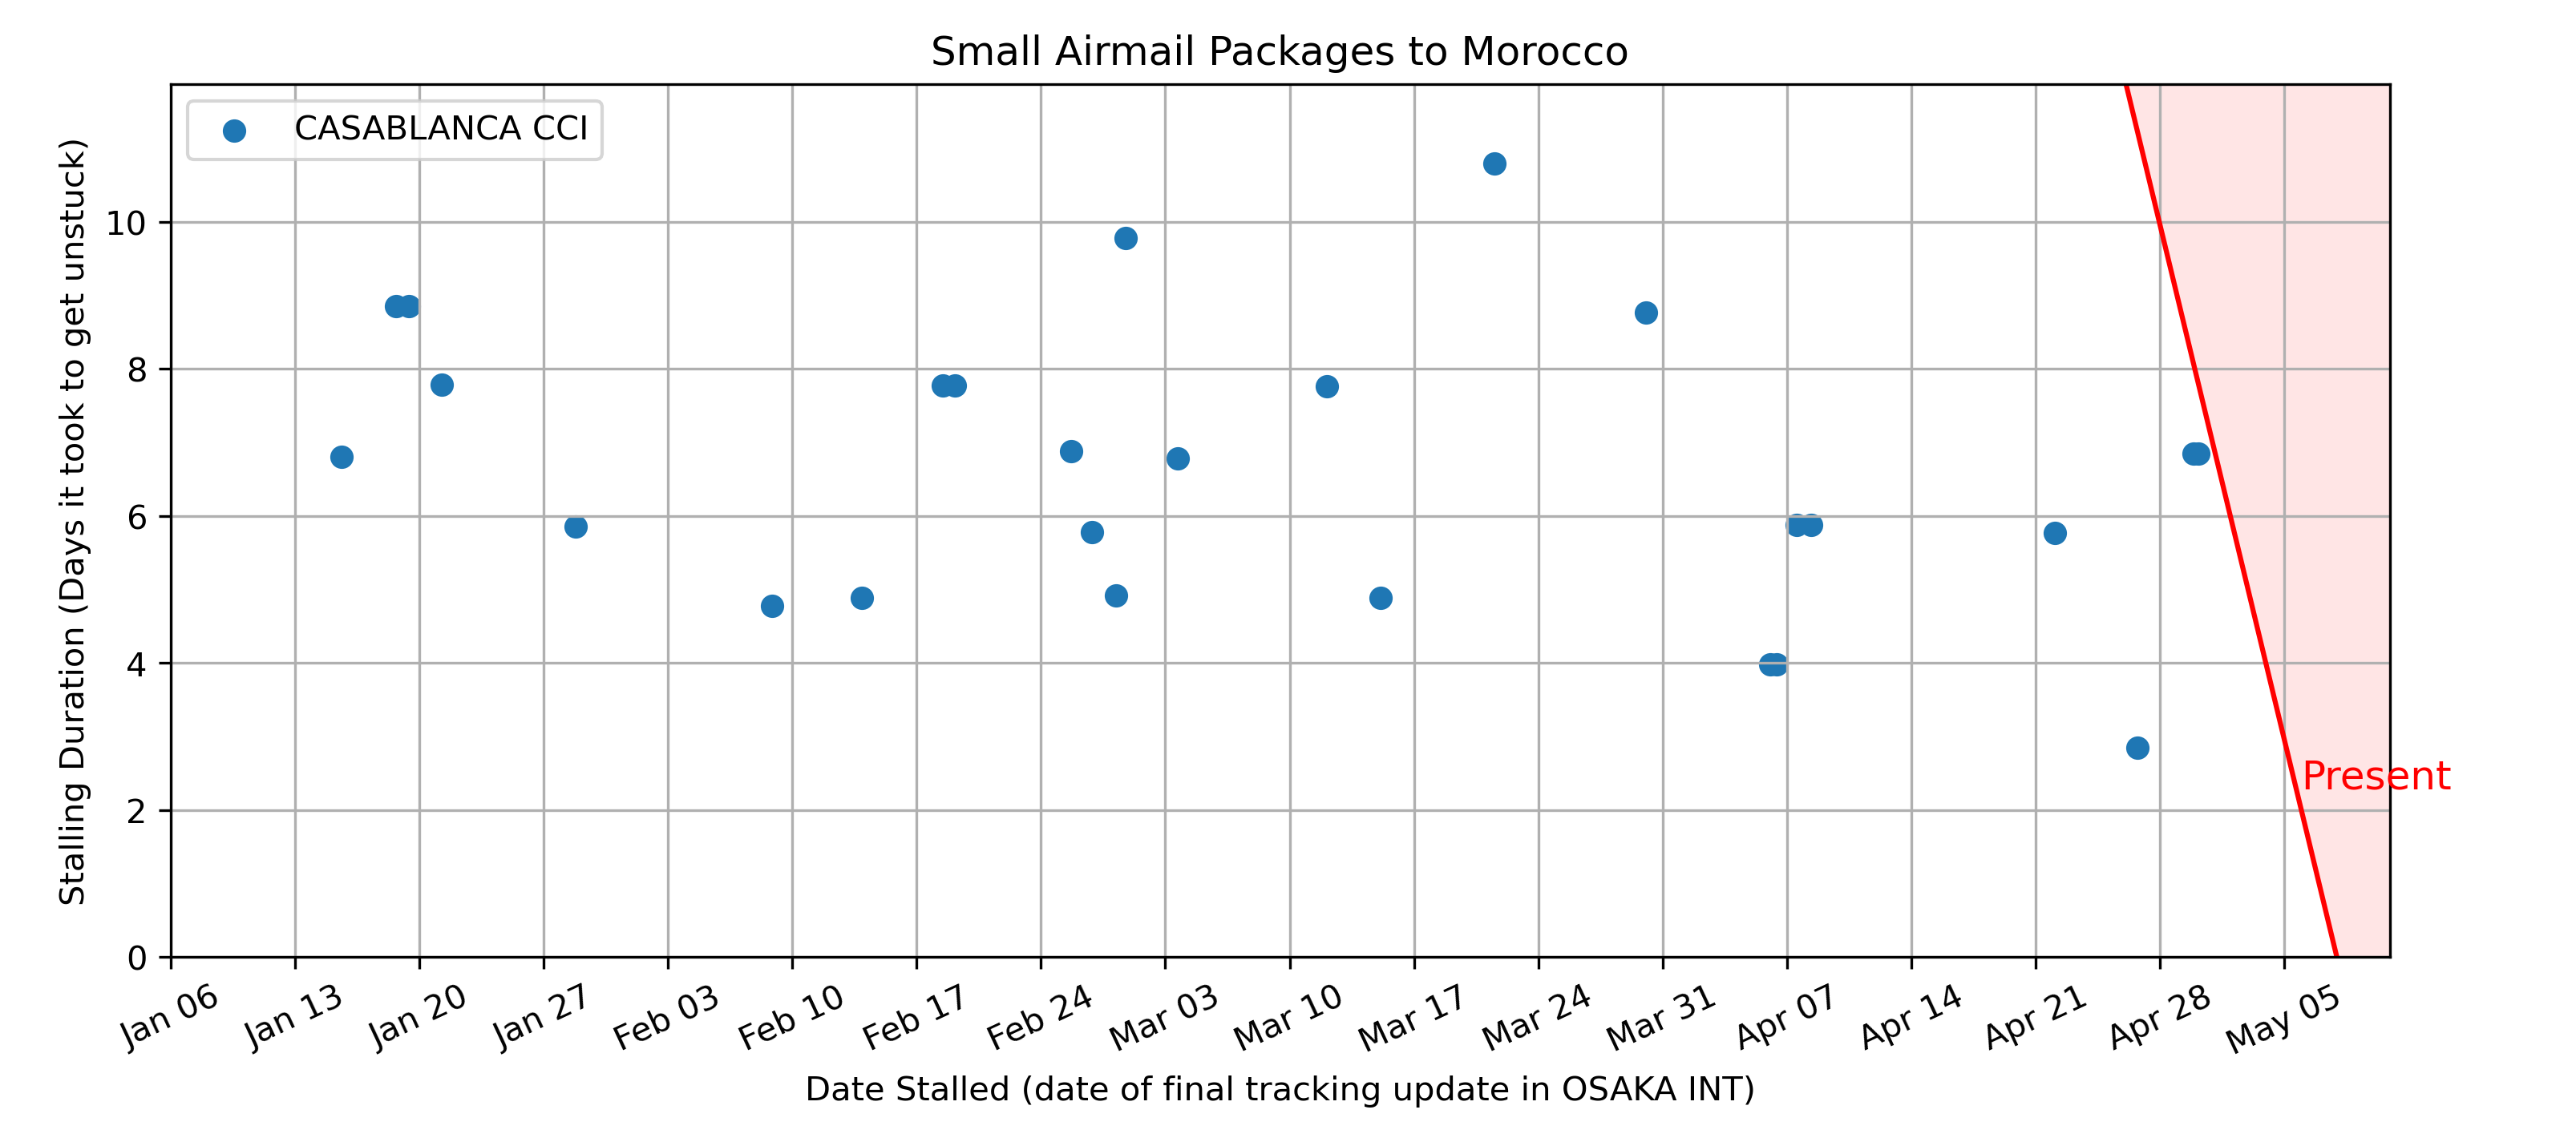 Small Airmail Packages to Morocco
CASABLANCA CCI
Stalling Duration (Days it took to get unstuck)
10
8
6
4
2
0
Present
Jan 06
Jan 13
Jan 20
Jan 27
Feb 03
Feb 10
Feb 17
Feb 24
Mar 03
Mar 10
Mar 17
Mar 24
Mar 31
Apr 07
Apr 14
Apr 21
Apr 28
May 05
Date Stalled (date of final tracking update in OSAKA INT)